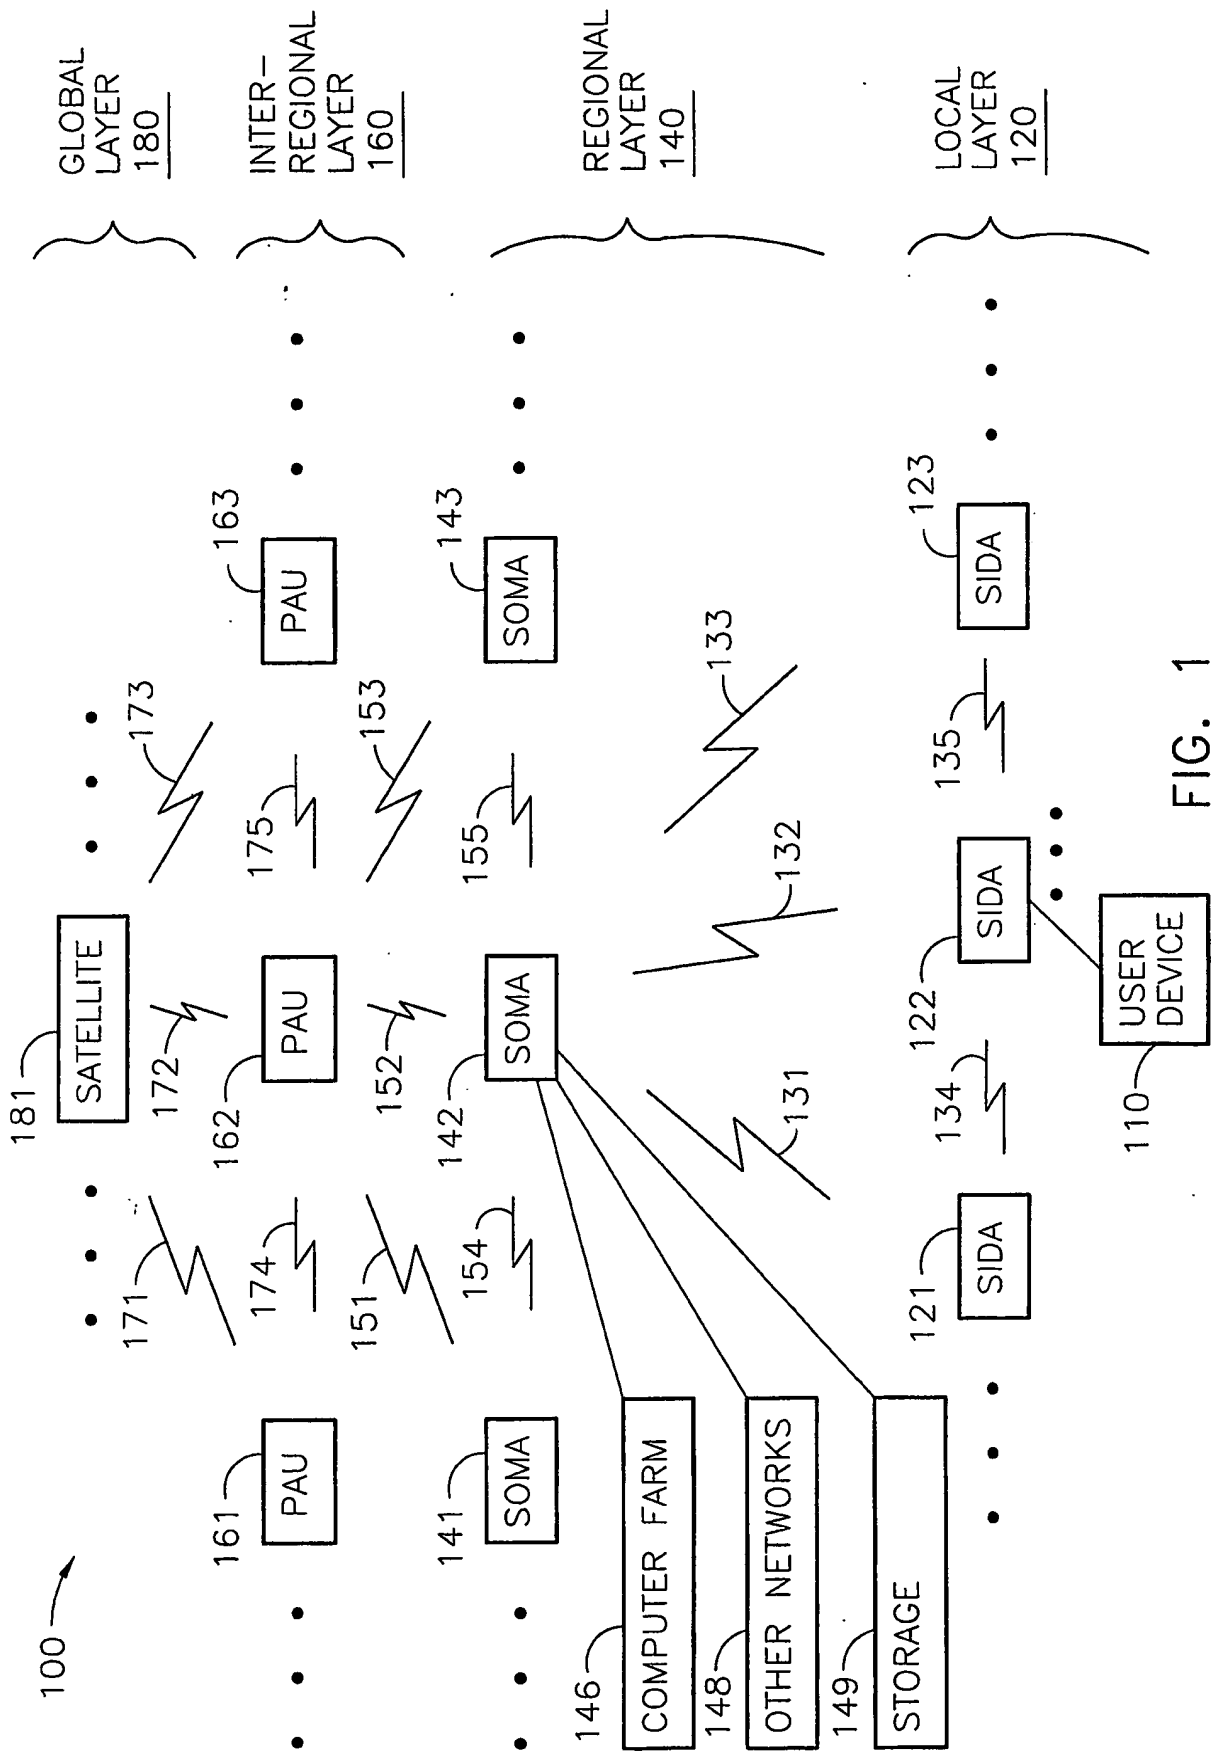 100
181
SATELLITE
GLOBAL
LAYER
180
171
172
173
161
PAU
174
162
PAU
175
163
PAU
INTER-
REGIONAL
LAYER
160
151
152
153
141
SOMA
154
142
SOMA
155
143
SOMA
REGIONAL
LAYER
140
146
COMPUTER FARM
148
OTHER NETWORKS
149
STORAGE
131
132
133
121
SIDA
134
122
SIDA
135
123
SIDA
LOCAL
LAYER
120
110
USER
DEVICE
FIG. 1